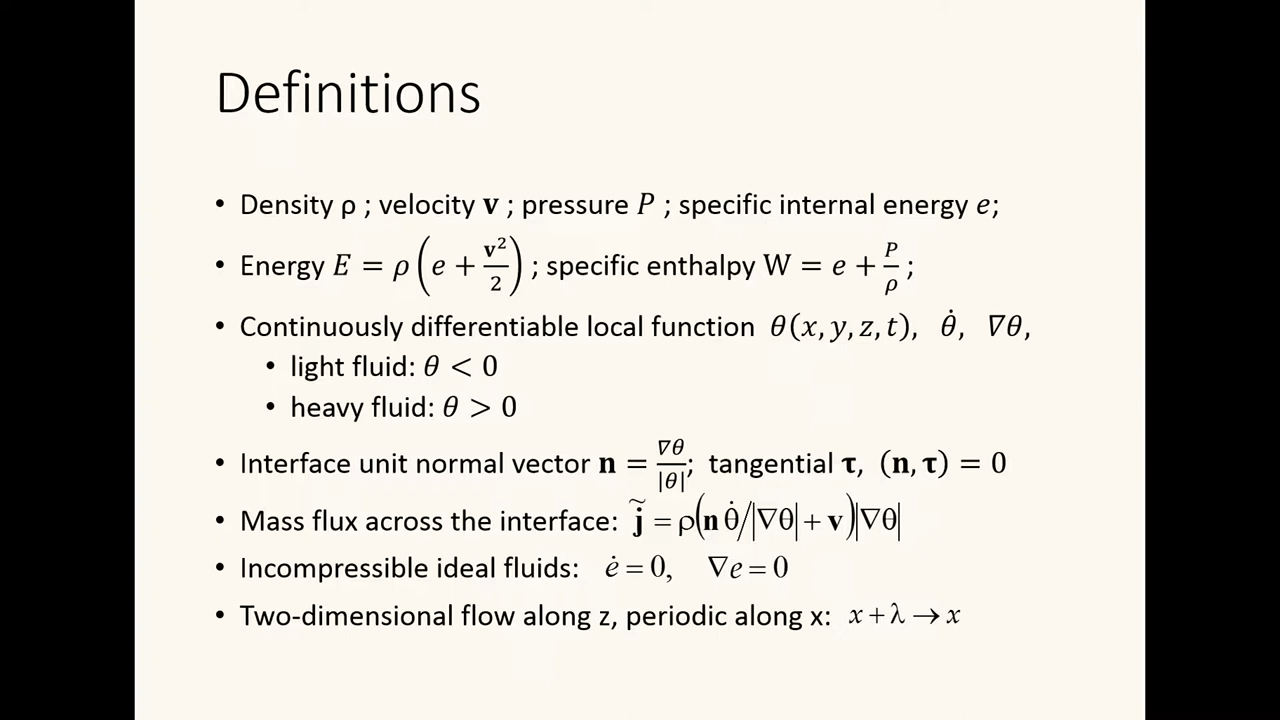 Definitions
• Density ρ ; velocity 𝐯 ; pressure 𝑃 ; specific internal energy 𝑒;
• Energy 𝐸 = 𝜌(𝑒 + 𝐯²/2) ; specific enthalpy W = 𝑒 + 𝑃/𝜌 ;
• Continuously differentiable local function 𝜃(𝑥, 𝑦, 𝑧, 𝑡), 𝜃̇, ∇𝜃,
• light fluid: 𝜃 < 0
• heavy fluid: 𝜃 > 0
• Interface unit normal vector 𝐧 = ∇𝜃/|𝜃|; tangential 𝛕, (𝐧, 𝛕) = 0
• Mass flux across the interface: 𝐣̃ = ρ(𝐧 θ̇/|∇θ| + 𝐯)|∇θ|
• Incompressible ideal fluids: ė = 0, ∇e = 0
• Two-dimensional flow along z, periodic along x: x + λ → x